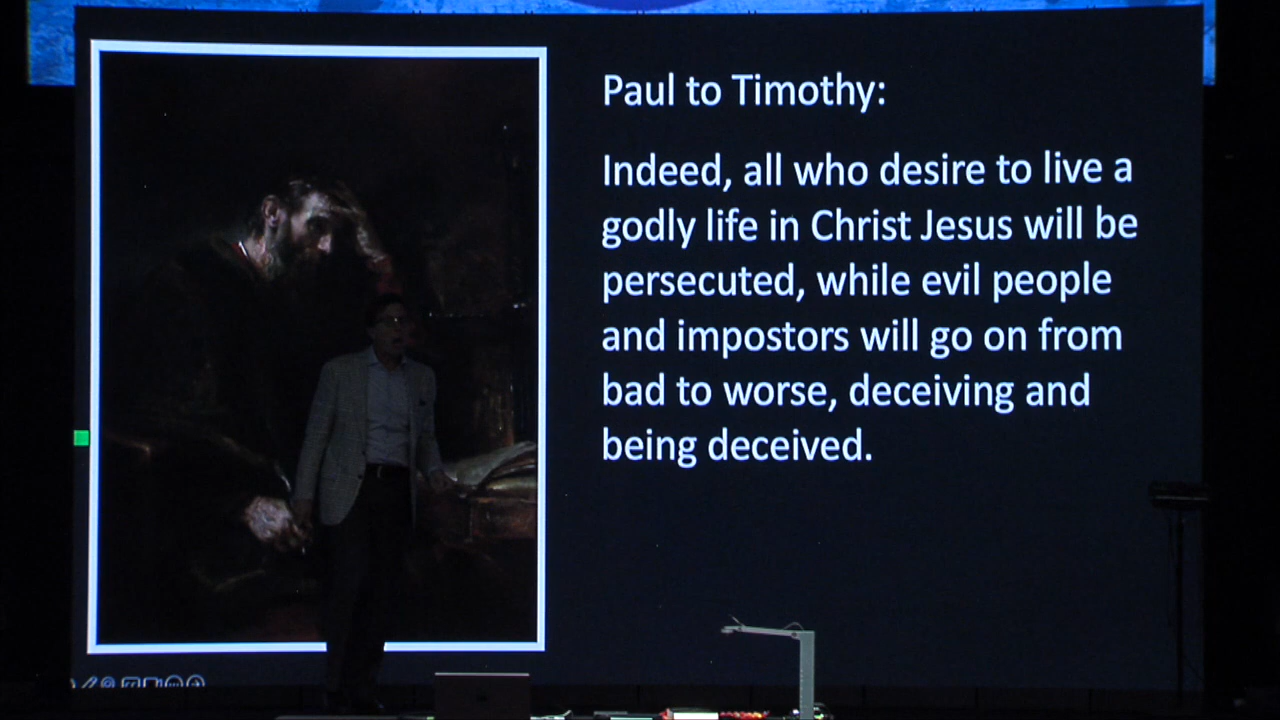 Paul to Timothy:
Indeed, all who desire to live a
godly life in Christ Jesus will be
persecuted, while evil people
and impostors will go on from
bad to worse, deceiving and
being deceived.